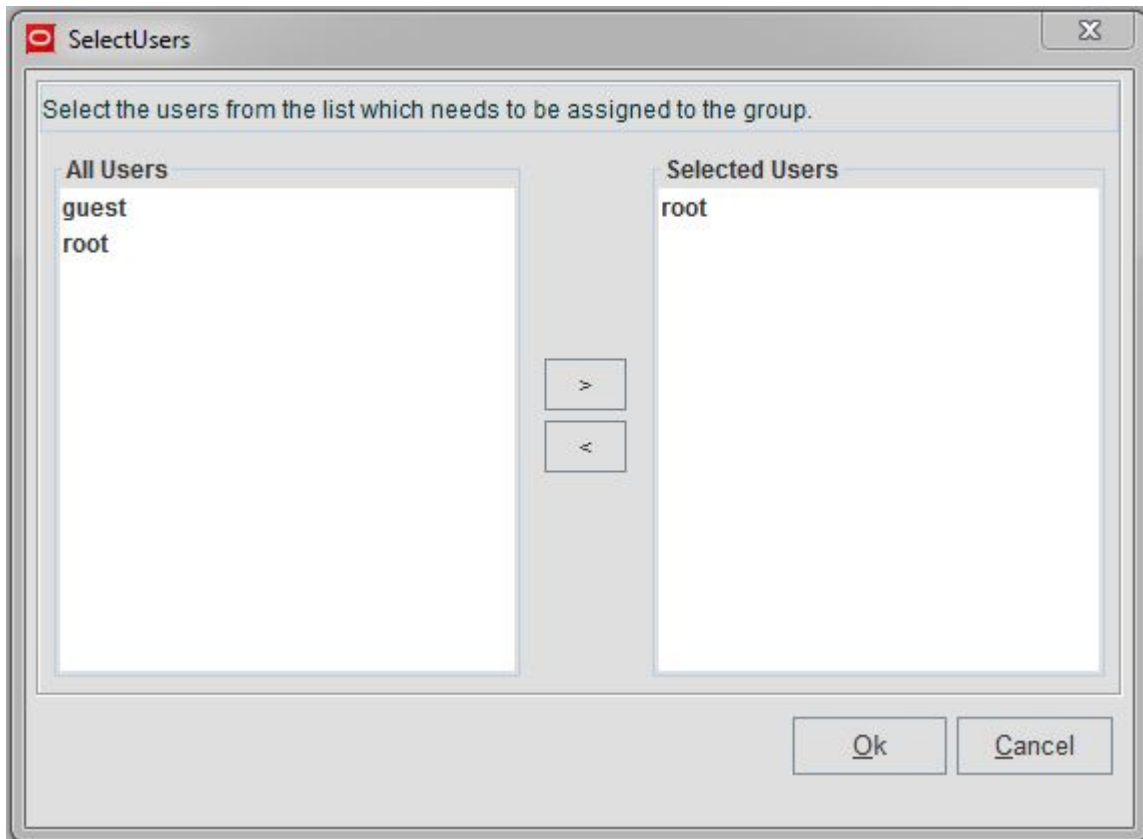 SelectUsers
Select the users from the list which needs to be assigned to the group.
All Users
guest
root
>
<
Selected Users
root
Ok
Cancel